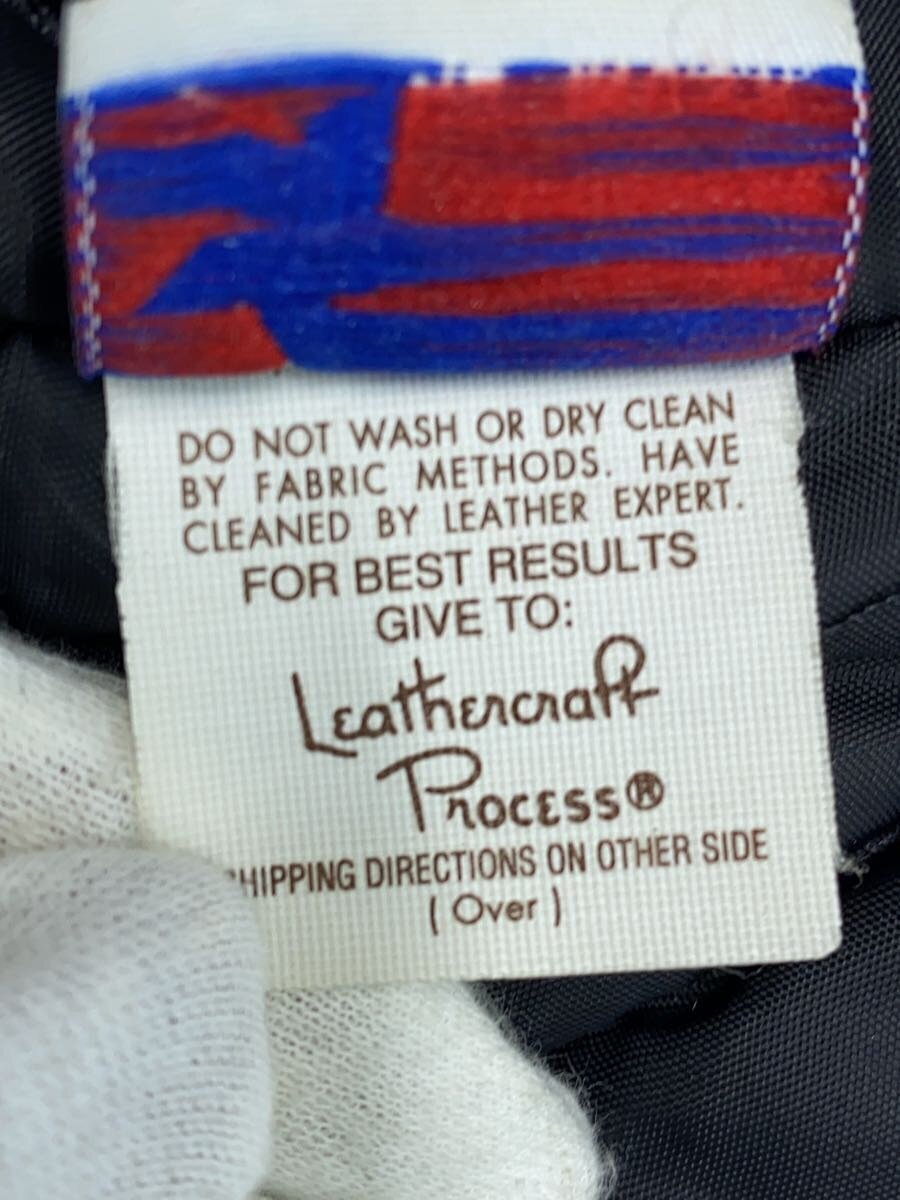 DO NOT WASH OR DRY CLEAN
BY FABRIC METHODS. HAVE
CLEANED BY LEATHER EXPERT.
FOR BEST RESULTS
GIVE TO:
Leathercraft
Process®
SHIPPING DIRECTIONS ON OTHER SIDE
( Over )